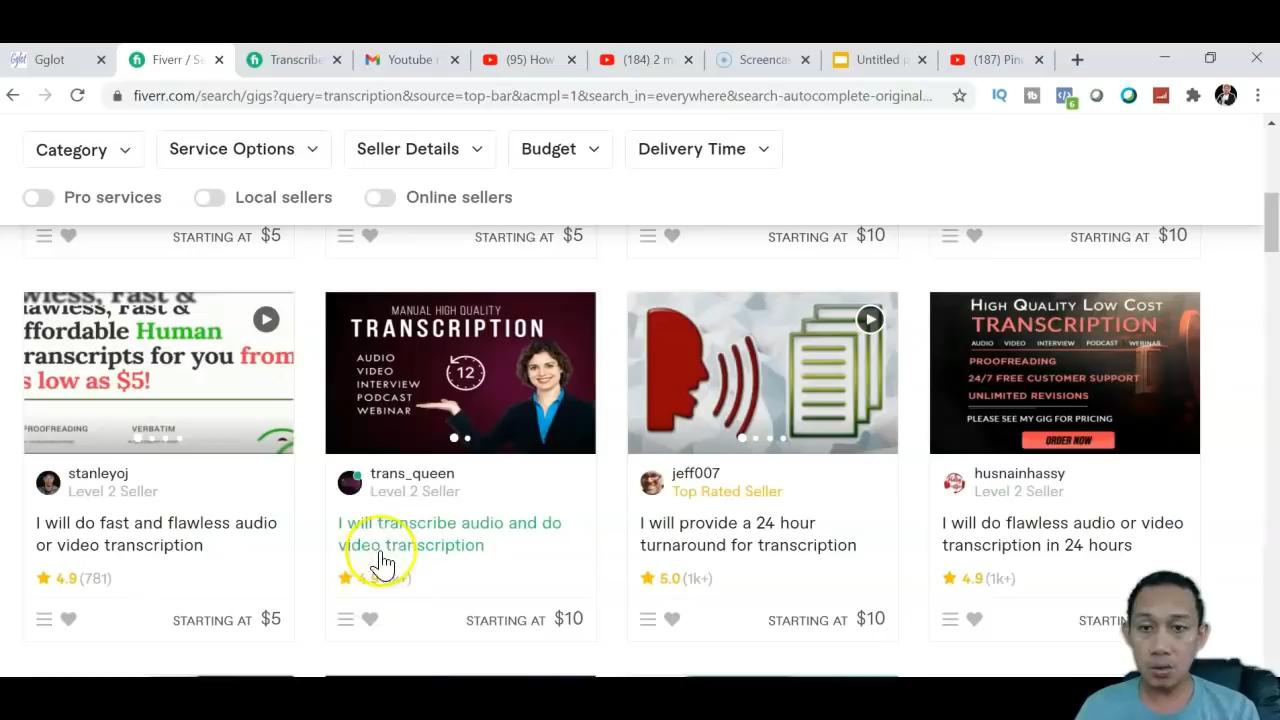 Gglot
Fiverr / Se
Transcribe
Youtube r
(95) How
(184) 2 m
Screencas
Untitled p
(187) Pin
fiverr.com/search/gigs?query=transcription&source=top-bar&acmpl=1&search_in=everywhere&search-autocomplete-original...
IQ
tb
6
Category
Service Options
Seller Details
Budget
Delivery Time
Pro services
Local sellers
Online sellers
STARTING AT $5
STARTING AT $5
STARTING AT $10
STARTING AT $10
awless, Fast &
ffordable Human
ranscripts for you from
s low as $5!
PROOFREADING
VERBATIM
MANUAL HIGH QUALITY
TRANSCRIPTION
AUDIO
VIDEO
INTERVIEW
PODCAST
WEBINAR
12
HIGH QUALITY LOW COST
TRANSCRIPTION
AUDIO VIDEO INTERVIEW PODCAST WEBINAR
PROOFREADING
24/7 FREE CUSTOMER SUPPORT
UNLIMITED REVISIONS
PLEASE SEE MY GIG FOR PRICING
ORDER NOW
stanleyoj
Level 2 Seller
I will do fast and flawless audio
or video transcription
4.9 (781)
STARTING AT $5
trans_queen
Level 2 Seller
I will transcribe audio and do
video transcription
STARTING AT $10
jeff007
Top Rated Seller
I will provide a 24 hour
turnaround for transcription
5.0 (1k+)
STARTING AT $10
husnainhassy
Level 2 Seller
I will do flawless audio or video
transcription in 24 hours
4.9 (1k+)
STARTIN